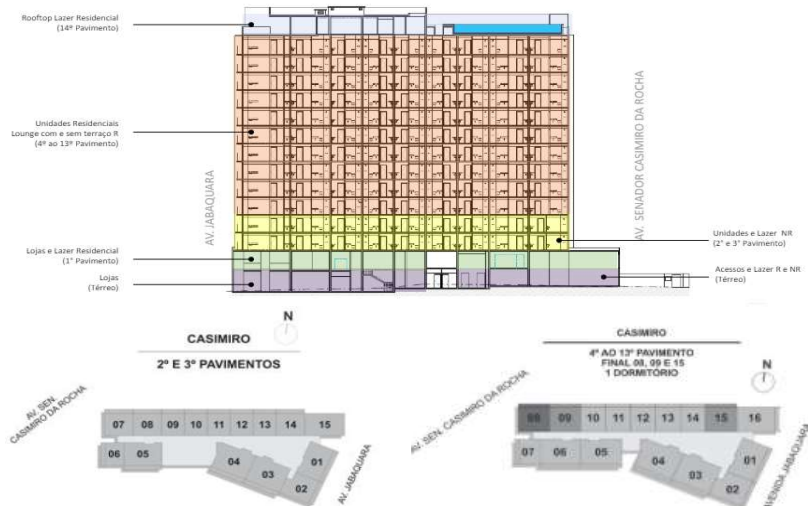 Rooftop Lazer Residencial
(14º Pavimento)
Unidades Residenciais
Lounge com e sem terraço R
(4º ao 13º Pavimento)
AV. JABAQUARA
AV. SENADOR CASIMIRO DA ROCHA
Lojas e Lazer Residencial
(1° Pavimento)
Lojas
(Térreo)
Unidades e Lazer NR
(2° e 3° Pavimento)
Acessos e Lazer R e NR
(Térreo)
CASIMIRO
N
2º E 3º PAVIMENTOS
AV. SEN.
CASIMIRO DA ROCHA
07 08 09 10 11 12 13 14 15
06 05 04 03 02 01
AV. JABAQUARA
CASIMIRO
4º AO 13º PAVIMENTO
FINAL 08, 09 E 15
1 DORMITÓRIO
N
AV. SEN. CASIMIRO DA ROCHA
08 09 10 11 12 13 14 15 16
07 06 05 04 03 02 01
AVENIDA JABAQUARA